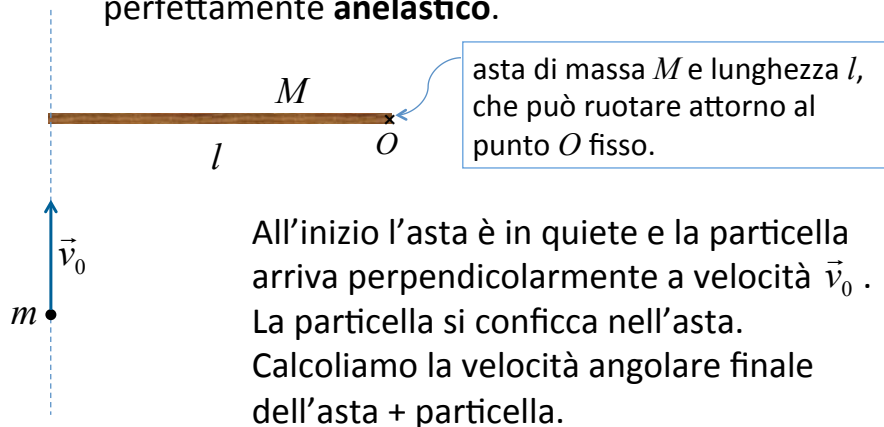 perfettamente anelastico.
M
asta di massa M e lunghezza l,
che può ruotare attorno al
punto O fisso.
O
l
All’inizio l’asta è in quiete e la particella
arriva perpendicolarmente a velocità v⃗₀ .
v⃗₀
La particella si conficca nell’asta.
m
Calcoliamo la velocità angolare finale
dell’asta + particella.